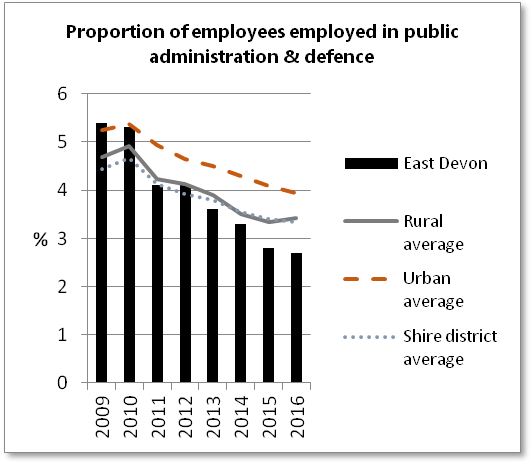 Proportion of employees employed in public
administration & defence
6
5
4
3
2
1
0
%
2009
2010
2011
2012
2013
2014
2015
2016
East Devon
Rural
average
Urban
average
Shire district
average